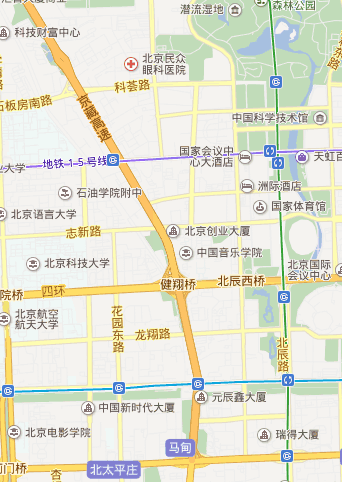 潜流湿地
森林公园
科技财富中心
北京民众
眼科医院
科荟路
石板房南路
京藏高速
中国科学技术馆
国家会议中
心大酒店
天虹百
地铁15号线
业大学
石油学院附中
洲际酒店
国家体育馆
北京语言大学
志新路
北京创业大厦
中国音乐学院
北京科技大学
北京国际
会议中心
健翔桥
北辰西桥
院桥
四环
北京航空
航天大学
花园东路
龙翔路
北辰路
元辰鑫大厦
中国新时代大厦
北京电影学院
马甸
瑞得大厦
北太平庄
前门桥
杏